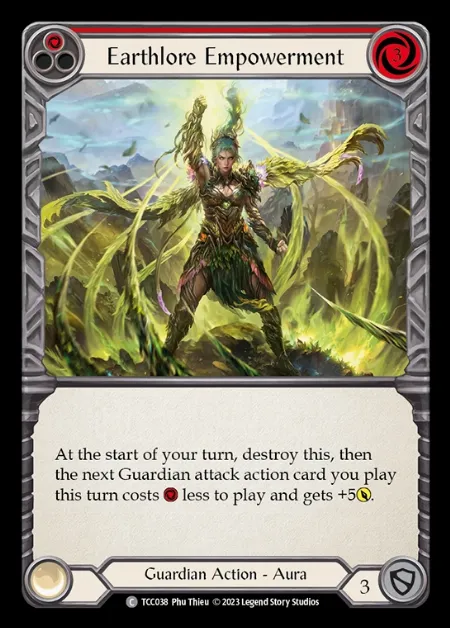 Earthlore Empowerment
3
At the start of your turn, destroy this, then
the next Guardian attack action card you play
this turn costs less to play and gets +5.
Guardian Action - Aura
3
C TCC038 Phu Thieu © 2023 Legend Story Studios